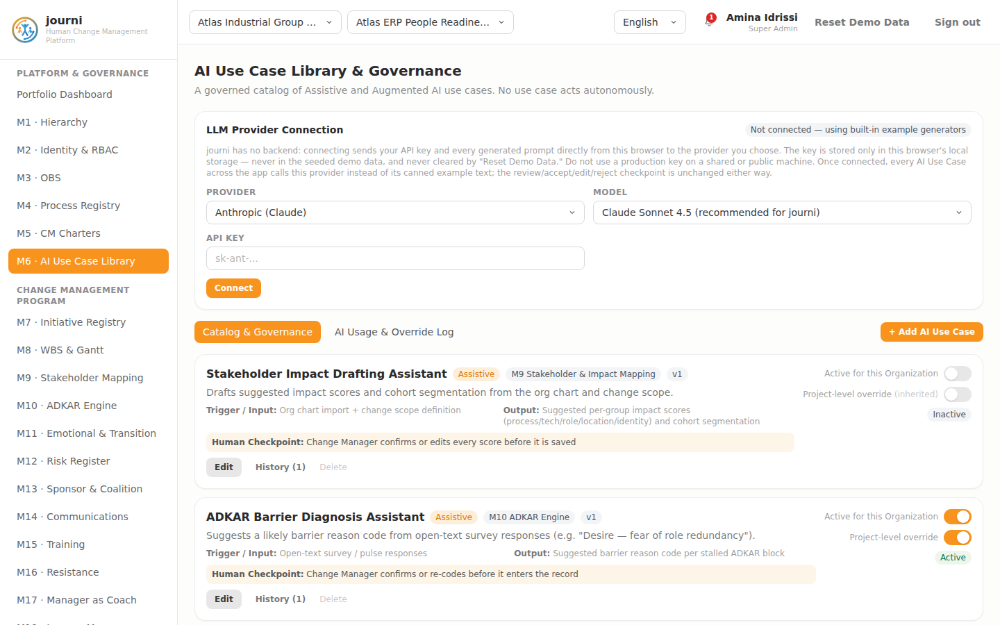 journi
Human Change Management
Platform
Atlas Industrial Group ...
Atlas ERP People Readine...
English
1
Amina Idrissi
Super Admin
Reset Demo Data
Sign out
PLATFORM & GOVERNANCE
Portfolio Dashboard
M1 · Hierarchy
M2 · Identity & RBAC
M3 · OBS
M4 · Process Registry
M5 · CM Charters
M6 · AI Use Case Library
CHANGE MANAGEMENT
PROGRAM
M7 · Initiative Registry
M8 · WBS & Gantt
M9 · Stakeholder Mapping
M10 · ADKAR Engine
M11 · Emotional & Transition
M12 · Risk Register
M13 · Sponsor & Coalition
M14 · Communications
M15 · Training
M16 · Resistance
M17 · Manager as Coach
AI Use Case Library & Governance
A governed catalog of Assistive and Augmented AI use cases. No use case acts autonomously.
LLM Provider Connection
Not connected — using built-in example generators
journi has no backend: connecting sends your API key and every generated prompt directly from this browser to the provider you choose. The key is stored only in this browser's local
storage — never in the seeded demo data, and never cleared by "Reset Demo Data." Do not use a production key on a shared or public machine. Once connected, every AI Use Case
across the app calls this provider instead of its canned example text; the review/accept/edit/reject checkpoint is unchanged either way.
PROVIDER
MODEL
Anthropic (Claude)
Claude Sonnet 4.5 (recommended for journi)
API KEY
sk-ant-...
Connect
Catalog & Governance
AI Usage & Override Log
+ Add AI Use Case
Stakeholder Impact Drafting Assistant
Assistive
M9 Stakeholder & Impact Mapping
v1
Active for this Organization
Drafts suggested impact scores and cohort segmentation from the org chart and change scope.
Project-level override (inherited)
Trigger / Input: Org chart import + change scope definition
Output: Suggested per-group impact scores
(process/tech/role/location/identity) and cohort segmentation
Inactive
Human Checkpoint: Change Manager confirms or edits every score before it is saved
Edit
History (1)
Delete
ADKAR Barrier Diagnosis Assistant
Assistive
M10 ADKAR Engine
v1
Active for this Organization
Suggests a likely barrier reason code from open-text survey responses (e.g. "Desire — fear of role redundancy").
Project-level override
Trigger / Input: Open-text survey / pulse responses
Output: Suggested barrier reason code per stalled ADKAR block
Active
Human Checkpoint: Change Manager confirms or re-codes before it enters the record
Edit
History (1)
Delete